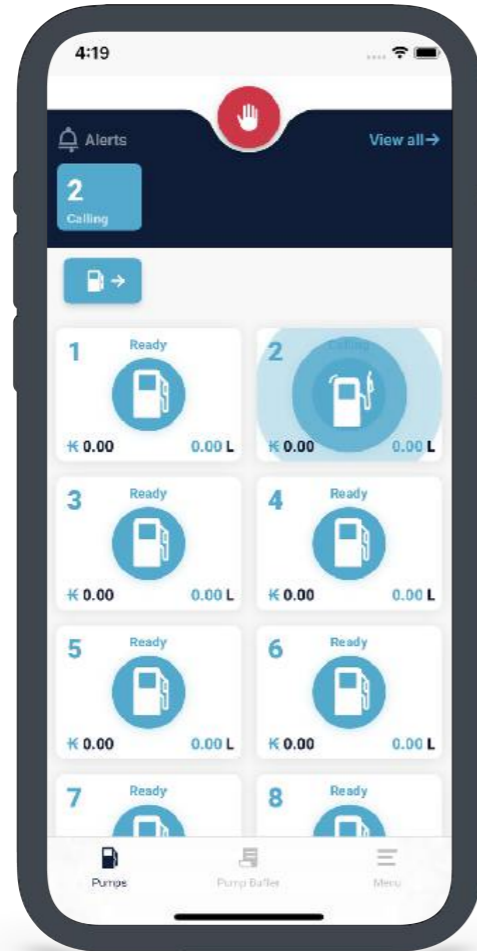 4:19
Alerts
View all→
2
Calling
→
1 Ready
₭ 0.00 0.00 L
2 Calling
₭ 0.00 0.00 L
3 Ready
₭ 0.00 0.00 L
4 Ready
₭ 0.00 0.00 L
5 Ready
₭ 0.00 0.00 L
6 Ready
₭ 0.00 0.00 L
7 Ready
8 Ready
Pumps
Pump Buffer
Menu